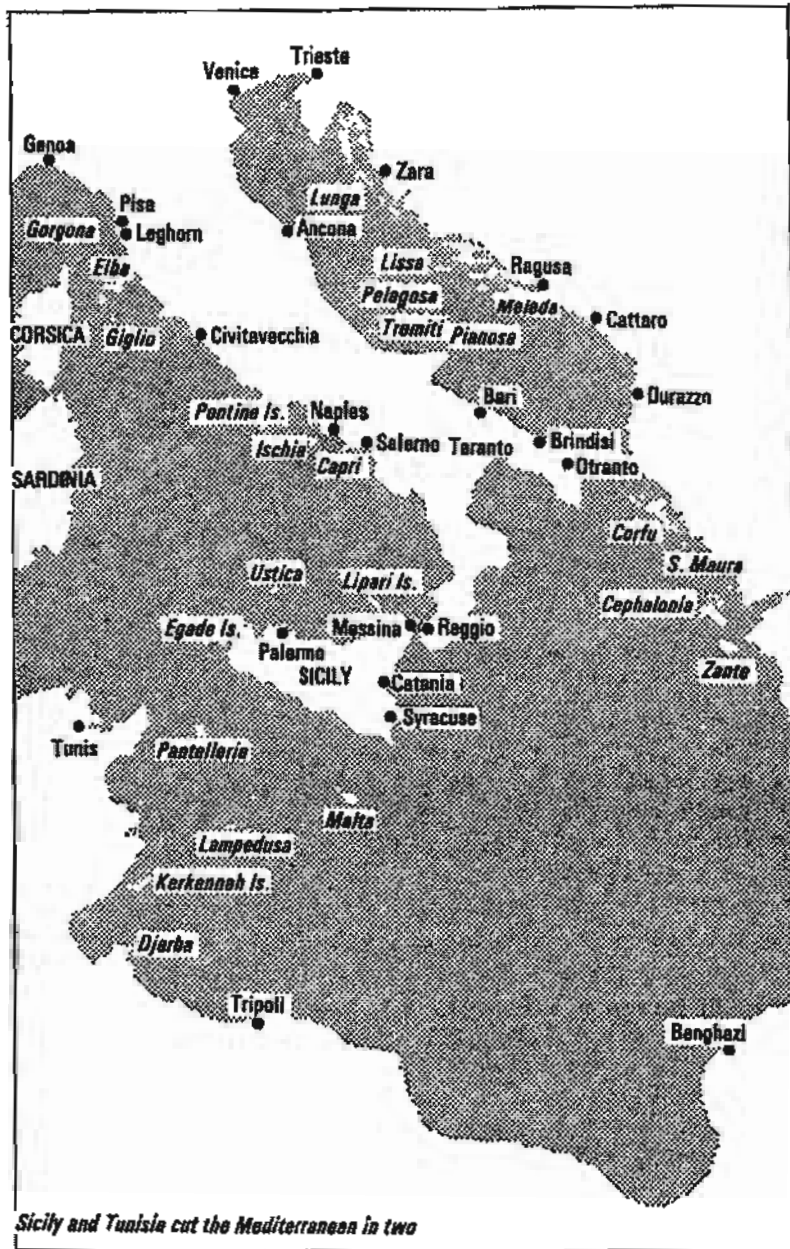 Trieste
Venice
Genoa
Zara
Pisa
Lunga
Gorgona
Leghorn
Ancona
Elba
Lissa
Ragusa
Pelagosa
Meleda
CORSICA
Giglio
Civitavecchia
Tremiti
Pianosa
Cattaro
Bari
Durazzo
Pontine Is.
Naples
Ischia
Salerno
Taranto
Brindisi
Capri
Otranto
SARDINIA
Corfu
S. Maura
Ustica
Lipari Is.
Cephalonia
Egade Is.
Messina
Reggio
Palermo
SICILY
Zante
Catania
Syracuse
Tunis
Pantelleria
Malta
Lampedusa
Kerkennah Is.
Djerba
Tripoli
Benghazi
Sicily and Tunisia cut the Mediterranean in two